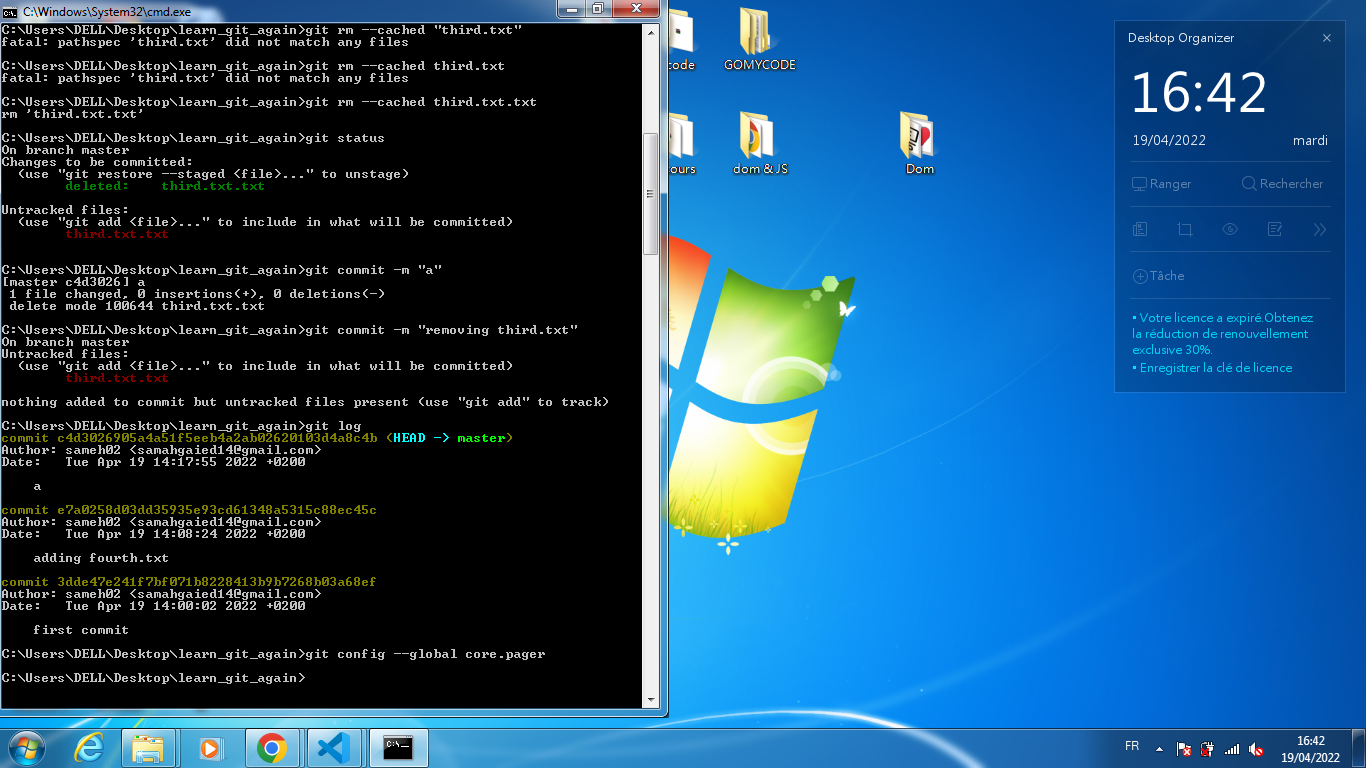 C:\Windows\System32\cmd.exe
C:\Users\DELL\Desktop\learn_git_again>git rm --cached "third.txt"
fatal: pathspec 'third.txt' did not match any files
C:\Users\DELL\Desktop\learn_git_again>git rm --cached third.txt
fatal: pathspec 'third.txt' did not match any files
C:\Users\DELL\Desktop\learn_git_again>git rm --cached third.txt.txt
rm 'third.txt.txt'
C:\Users\DELL\Desktop\learn_git_again>git status
On branch master
Changes to be committed:
  (use "git restore --staged <file>..." to unstage)
        deleted:    third.txt.txt
Untracked files:
  (use "git add <file>..." to include in what will be committed)
        third.txt.txt
C:\Users\DELL\Desktop\learn_git_again>git commit -m "a"
[master c4d3026] a
 1 file changed, 0 insertions(+), 0 deletions(-)
 delete mode 100644 third.txt.txt
C:\Users\DELL\Desktop\learn_git_again>git commit -m "removing third.txt"
On branch master
Untracked files:
  (use "git add <file>..." to include in what will be committed)
        third.txt.txt
nothing added to commit but untracked files present (use "git add" to track)
C:\Users\DELL\Desktop\learn_git_again>git log
commit c4d3026905a4a51f5eeb4a2ab02620103d4a8c4b (HEAD -> master)
Author: sameh02 <samahgaied14@gmail.com>
Date:   Tue Apr 19 14:17:55 2022 +0200
    a
commit e7a0258d03dd35935e93cd61348a5315c88ec45c
Author: sameh02 <samahgaied14@gmail.com>
Date:   Tue Apr 19 14:08:24 2022 +0200
    adding fourth.txt
commit 3dde47e241f7bf071b8228413b9b7268b03a68ef
Author: sameh02 <samahgaied14@gmail.com>
Date:   Tue Apr 19 14:00:02 2022 +0200
    first commit
C:\Users\DELL\Desktop\learn_git_again>git config --global core.pager
C:\Users\DELL\Desktop\learn_git_again>
code
GOMYCODE
ours
dom & JS
Dom
Desktop Organizer
16:42
19/04/2022 mardi
Ranger Rechercher
Tâche
• Votre licence a expiré.Obtenez
la réduction de renouvellement
exclusive 30%.
• Enregistrer la clé de licence
FR
16:42
19/04/2022